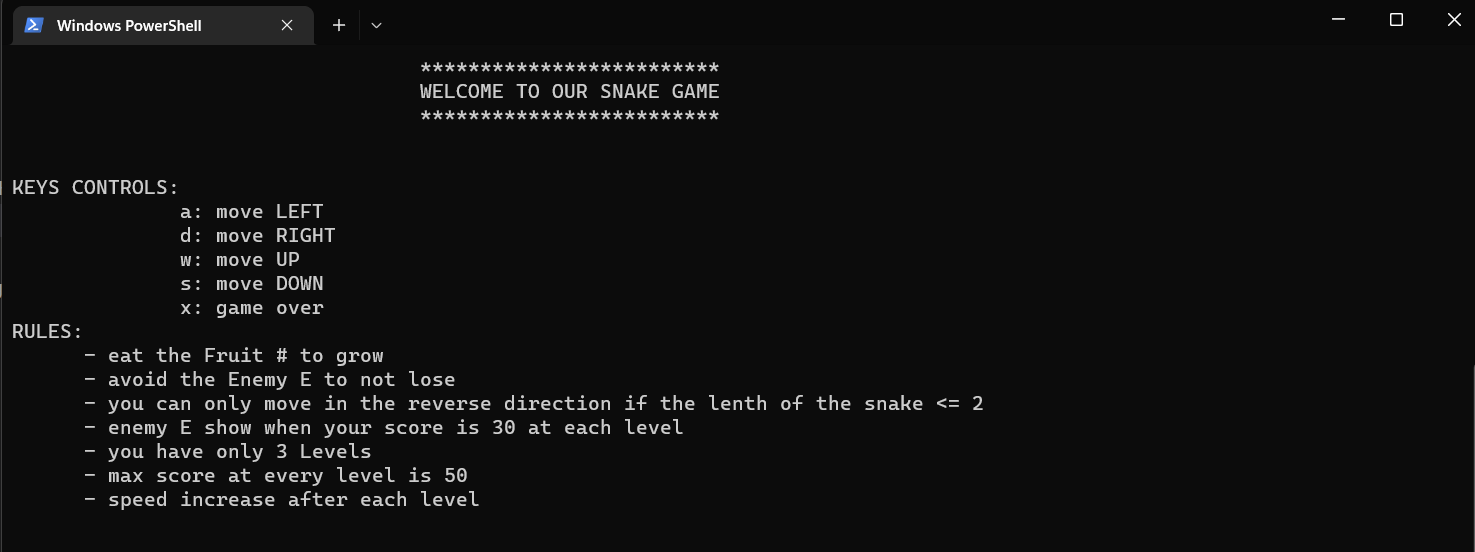 Windows PowerShell
*************************
WELCOME TO OUR SNAKE GAME
*************************
KEYS CONTROLS:
a: move LEFT
d: move RIGHT
w: move UP
s: move DOWN
x: game over
RULES:
- eat the Fruit # to grow
- avoid the Enemy E to not lose
- you can only move in the reverse direction if the lenth of the snake <= 2
- enemy E show when your score is 30 at each level
- you have only 3 Levels
- max score at every level is 50
- speed increase after each level